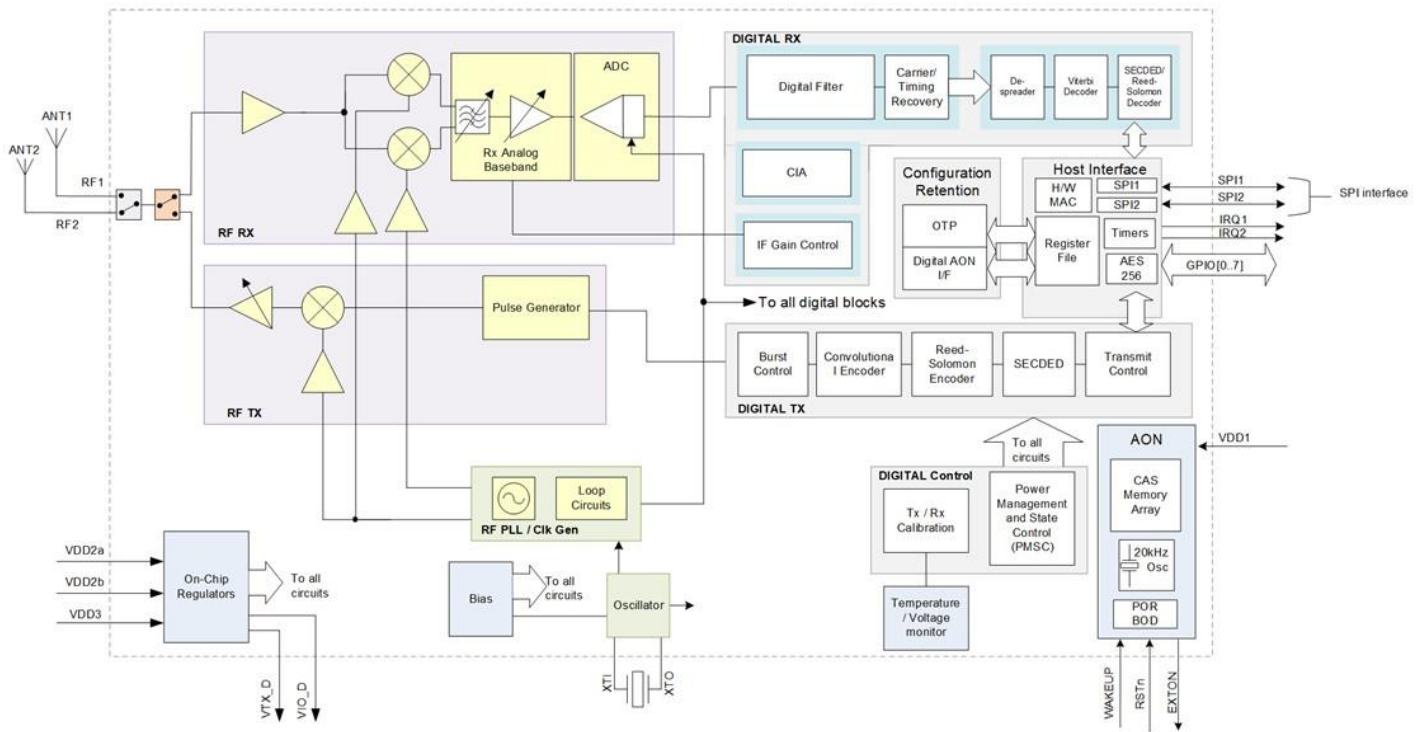 DIGITAL RX
ADC
Digital Filter
Carrier/
Timing
Recovery
De-
spreader
Viterbi
Decoder
SECDED/
Reed-
Solomon
Decoder
ANT1
ANT2
RF1
RF2
Rx Analog
Baseband
RF RX
CIA
IF Gain Control
Configuration
Retention
OTP
Digital AON
I/F
Host Interface
H/W
MAC
SPI1
SPI2
Register
File
Timers
AES
256
SPI1
SPI2
SPI interface
IRQ1
IRQ2
GPIO[0..7]
To all digital blocks
Pulse Generator
RF TX
Burst
Control
Convolutiona
l Encoder
Reed-
Solomon
Encoder
SECDED
Transmit
Control
DIGITAL TX
To all
circuits
DIGITAL Control
Tx / Rx
Calibration
Power
Management
and State
Control
(PMSC)
Temperature
/ Voltage
monitor
AON
VDD1
CAS
Memory
Array
20kHz
Osc
POR
BOD
WAKEUP
RSTn
EXTON
Loop
Circuits
RF PLL / Clk Gen
VDD2a
VDD2b
VDD3
On-Chip
Regulators
To all
circuits
VTX_D
VIO_D
Bias
To all
circuits
Oscillator
XTI
XTO